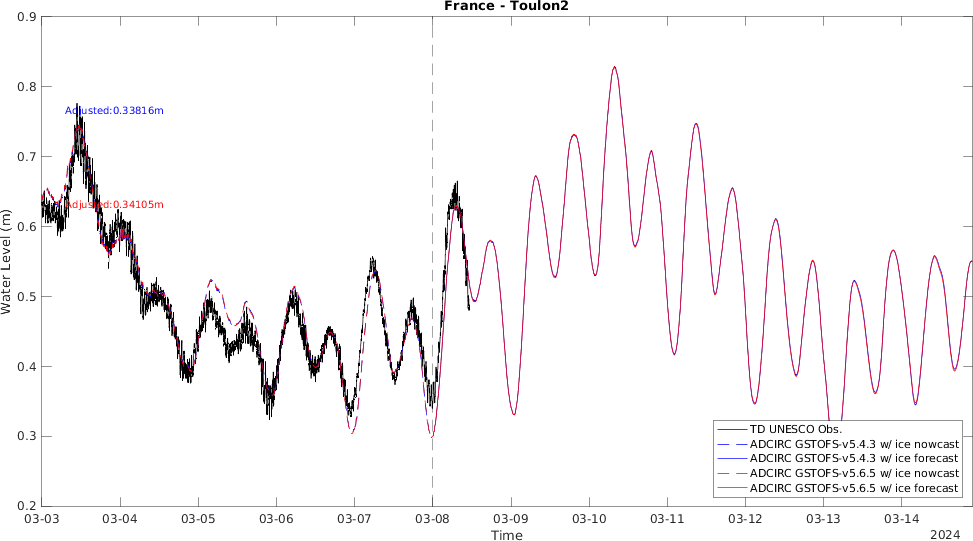 France - Toulon2
0.9
0.8
0.7
0.6
0.5
0.4
0.3
0.2
Water Level (m)
Adjusted:0.33816m
Adjusted:0.34105m
TD UNESCO Obs.
ADCIRC GSTOFS-v5.4.3 w/ ice nowcast
ADCIRC GSTOFS-v5.4.3 w/ ice forecast
ADCIRC GSTOFS-v5.6.5 w/ ice nowcast
ADCIRC GSTOFS-v5.6.5 w/ ice forecast
03-03 03-04 03-05 03-06 03-07 03-08 03-09 03-10 03-11 03-12 03-13 03-14
Time
2024